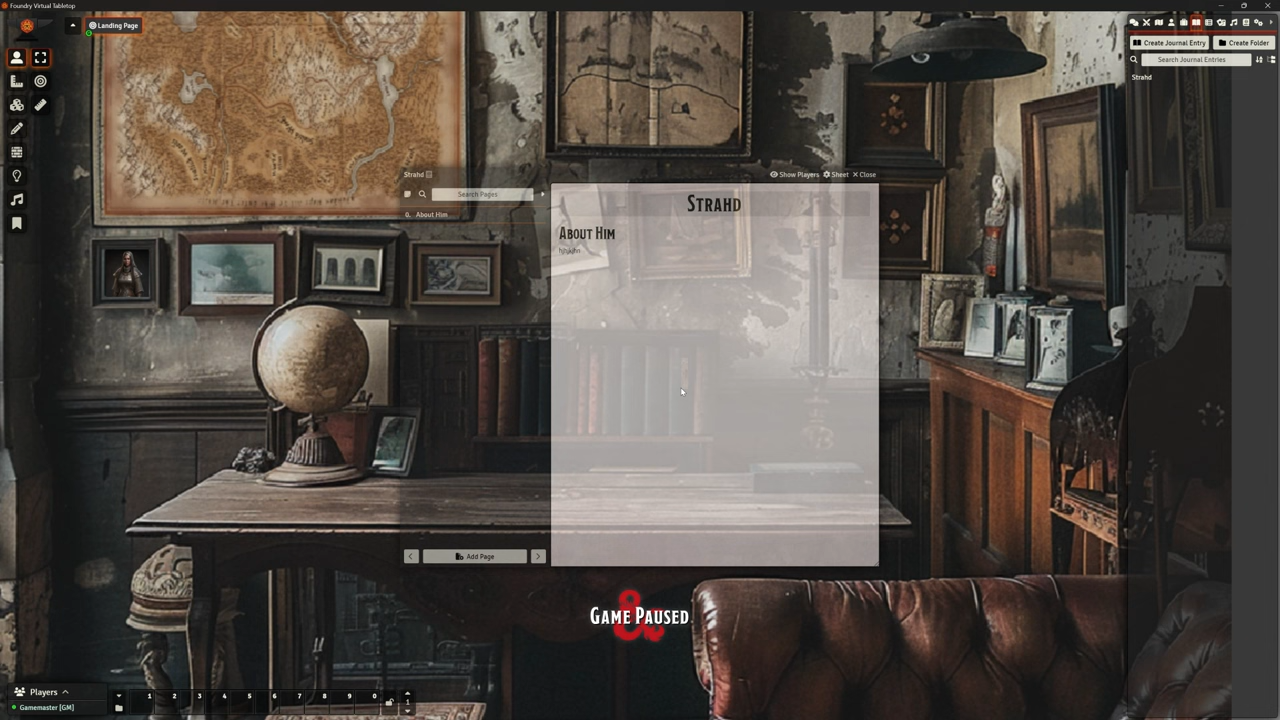 Foundry Virtual Tabletop
Landing Page
Create Journal Entry
Create Folder
Search Journal Entries
Strahd
Strahd
Show Players
Sheet
Close
Search Pages
0. About Him
Strahd
About Him
Add Page
Game Paused
&
Players
Gamemaster [GM]
1 2 3 4 5 6 7 8 9 0
1